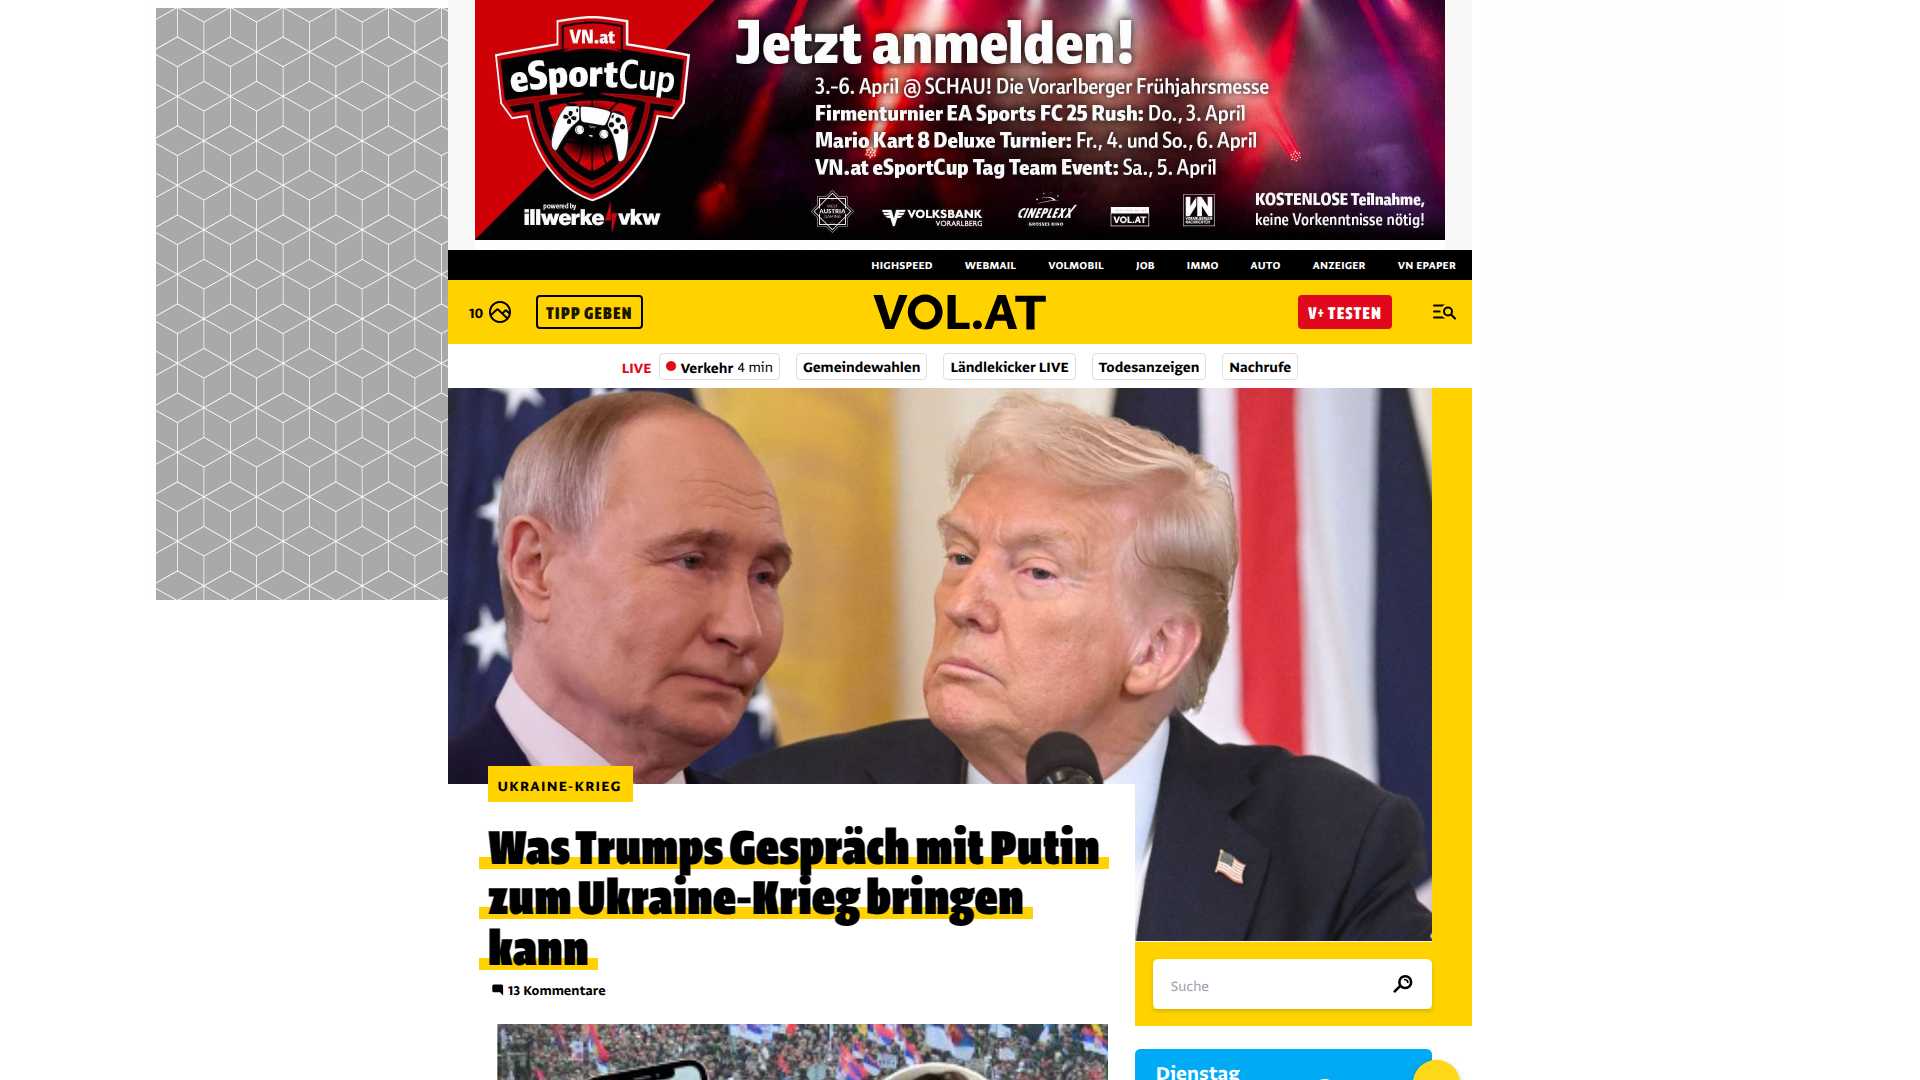 VN.at
eSportCup
powered by
illwerke vkw
Jetzt anmelden!
3.-6. April @ SCHAU! Die Vorarlberger Frühjahrsmesse
Firmenturnier EA Sports FC 25 Rush: Do., 3. April
Mario Kart 8 Deluxe Turnier: Fr., 4. und So., 6. April
VN.at eSportCup Tag Team Event: Sa., 5. April
AUSTRIA
VOLKSBANK
VORARLBERG
CINEPLEXX
GROSSES KINO
VOL.AT
VN
KOSTENLOSE Teilnahme,
keine Vorkenntnisse nötig!
HIGHSPEED WEBMAIL VOLMOBIL JOB IMMO AUTO ANZEIGER VN EPAPER
10 TIPP GEBEN VOL.AT V+ TESTEN
LIVE Verkehr 4 min Gemeindewahlen Ländlekicker LIVE Todesanzeigen Nachrufe
UKRAINE-KRIEG
Was Trumps Gespräch mit Putin
zum Ukraine-Krieg bringen
kann
13 Kommentare
Suche
Dienstag